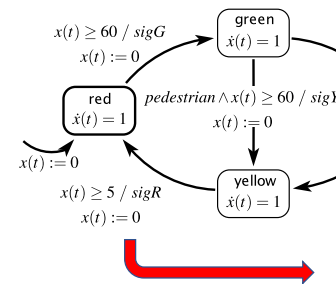 green
ẋ(t) = 1
x(t) ≥ 60 / sigG
x(t) := 0
red
ẋ(t) = 1
pedestrian ∧ x(t) ≥ 60 / sigY
x(t) := 0
x(t) := 0
yellow
ẋ(t) = 1
x(t) ≥ 5 / sigR
x(t) := 0